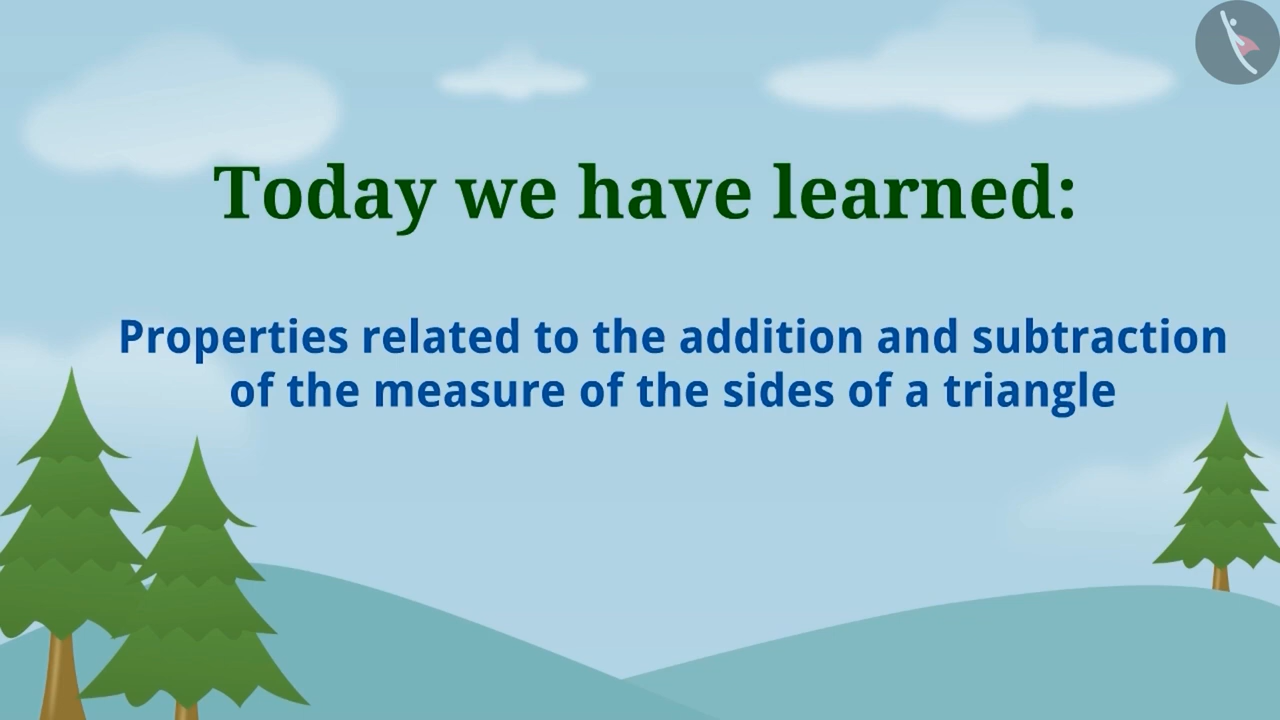 Today we have learned:
Properties related to the addition and subtraction
of the measure of the sides of a triangle